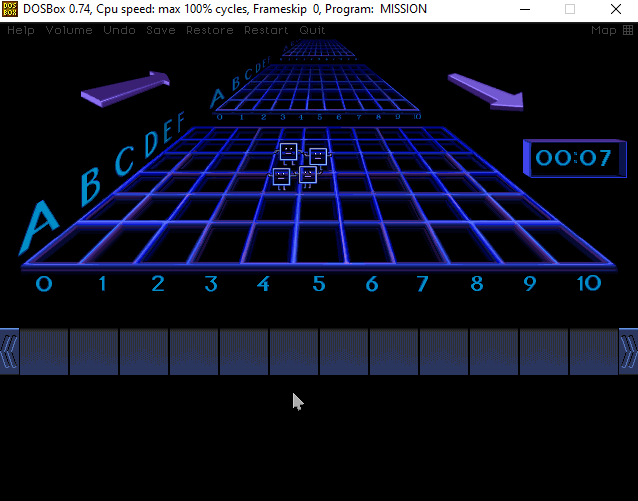 DOS BOX DOSBox 0.74, Cpu speed: max 100% cycles, Frameskip 0, Program: MISSION
Help Volume Undo Save Restore Restart Quit Map
A B C D E F
0 1 2 3 4 5 6 7 8 9 10
A B C D E F
00:07
0 1 2 3 4 5 6 7 8 9 10